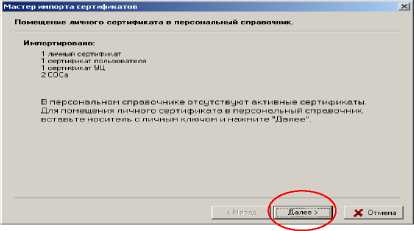 Мастер импорта сертификатов
Помещение личного сертификата в персональный справочник.
Импортировано:
1 личный сертификат
1 сертификат пользователя
1 сертификат УЦ
2 СОСа
В персональном справочнике отсутствуют активные сертификаты.
Для помещения личного сертификата в персональный справочник
вставьте носитель с личным ключом и нажмите "Далее".
< Назад
Далее >
Отмена